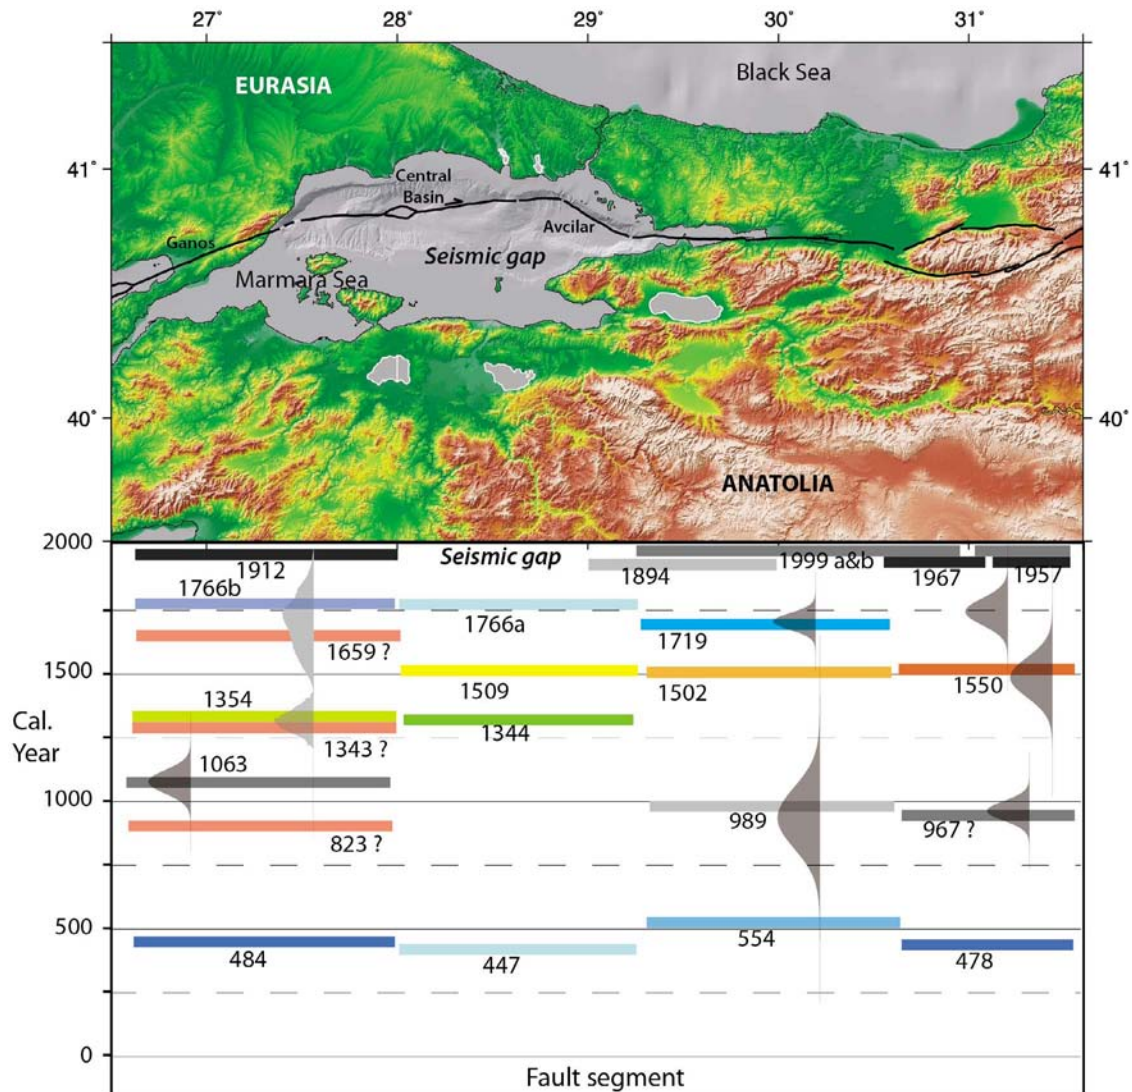 27° 28° 29° 30° 31°
Black Sea
EURASIA
41° 41°
Central
Basin
Avcilar
Ganos
Seismic gap
Marmara Sea
40° 40°
ANATOLIA
2000
Seismic gap
1999 a&b
1912
1894
1967
1957
1766b
1766a
1719
1659 ?
1500
1509
1502
1550
1354
1344
Cal.
Year
1343 ?
1063
1000
989
967 ?
823 ?
500
484
447
554
478
0
Fault segment